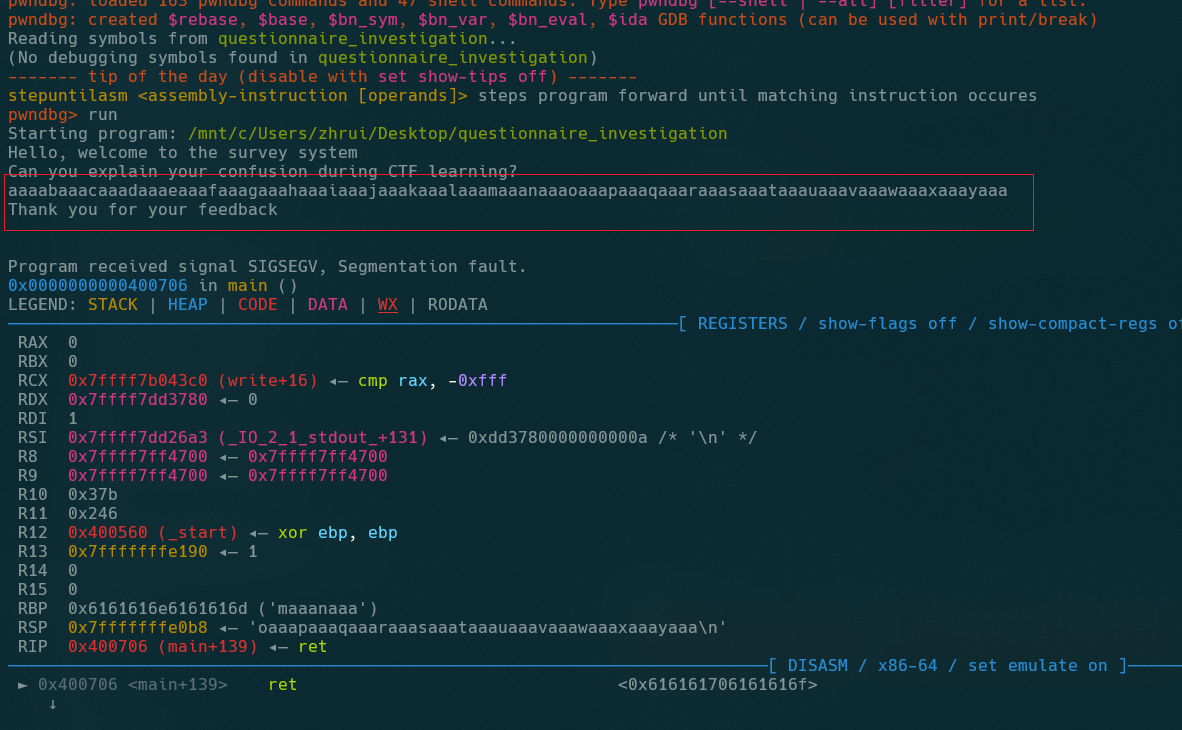 pwndbg: loaded 163 pwndbg commands and 47 shell commands. Type pwndbg [--shell | --all] [filter] for a list.
pwndbg: created $rebase, $base, $bn_sym, $bn_var, $bn_eval, $ida GDB functions (can be used with print/break)
Reading symbols from questionnaire_investigation...
(No debugging symbols found in questionnaire_investigation)
------- tip of the day (disable with set show-tips off) -------
stepuntilasm <assembly-instruction [operands]> steps program forward until matching instruction occures
pwndbg> run
Starting program: /mnt/c/Users/zhrui/Desktop/questionnaire_investigation
Hello, welcome to the survey system
Can you explain your confusion during CTF learning?
aaaabaaacaaadaaaeaaafaaagaaahaaaiaaajaaakaaalaaamaaanaaaoaaapaaaqaaaraaasaaataaauaaavaaawaaaxaaayaaa
Thank you for your feedback
Program received signal SIGSEGV, Segmentation fault.
0x0000000000400706 in main ()
LEGEND: STACK | HEAP | CODE | DATA | WX | RODATA
[ REGISTERS / show-flags off / show-compact-regs of
RAX 0
RBX 0
RCX 0x7ffff7b043c0 (write+16) ◂— cmp rax, -0xfff
RDX 0x7ffff7dd3780 ◂— 0
RDI 1
RSI 0x7ffff7dd26a3 (_IO_2_1_stdout_+131) ◂— 0xdd3780000000000a /* '\n' */
R8 0x7ffff7ff4700 ◂— 0x7ffff7ff4700
R9 0x7ffff7ff4700 ◂— 0x7ffff7ff4700
R10 0x37b
R11 0x246
R12 0x400560 (_start) ◂— xor ebp, ebp
R13 0x7fffffffe190 ◂— 1
R14 0
R15 0
RBP 0x6161616e6161616d ('maaanaaa')
RSP 0x7fffffffe0b8 ◂— 'oaaapaaaqaaaraaasaaataaauaaavaaawaaaxaaayaaa\n'
RIP 0x400706 (main+139) ◂— ret
[ DISASM / x86-64 / set emulate on ]
► 0x400706 <main+139> ret <0x616161706161616f>
↓